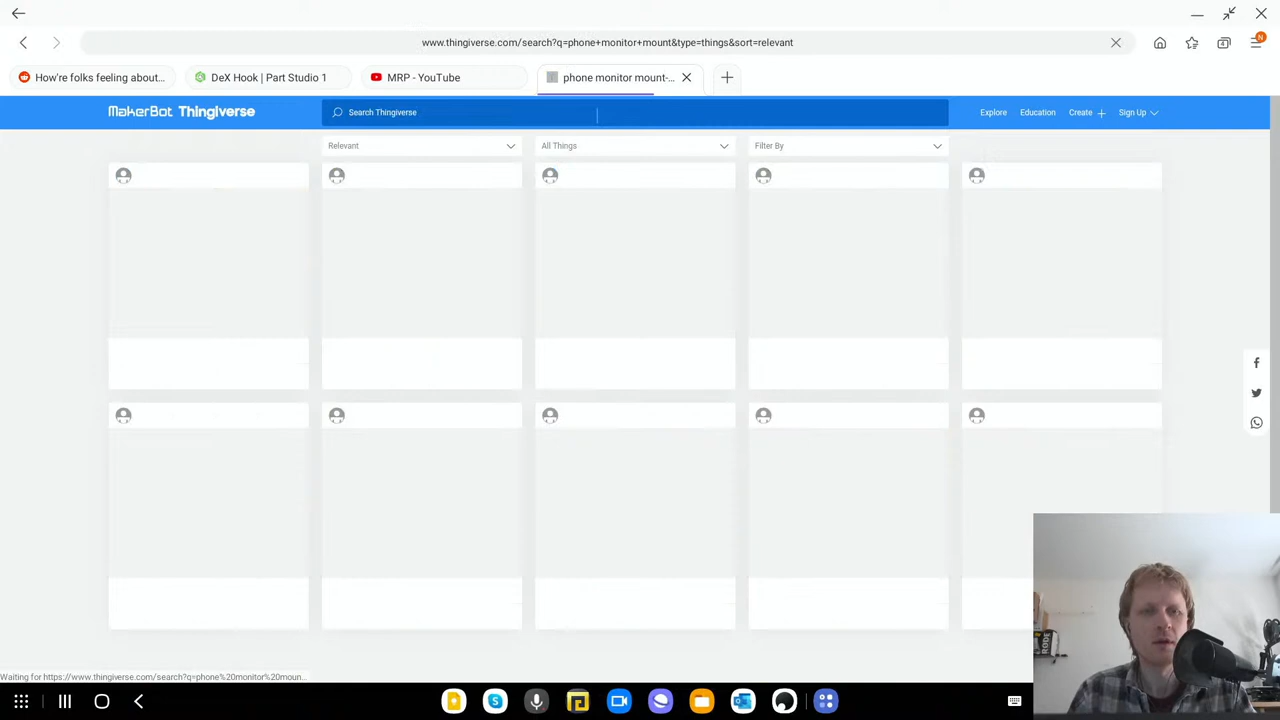 www.thingiverse.com/search?q=phone+monitor+mount&type=things&sort=relevant
4
N
How're folks feeling about...
DeX Hook | Part Studio 1
MRP - YouTube
phone monitor mount-...
MakerBot Thingiverse
Search Thingiverse
Explore
Education
Create
Sign Up
Relevant
All Things
Filter By
RØDE
Waiting for https://www.thingiverse.com/search?q=phone%20monitor%20moun...